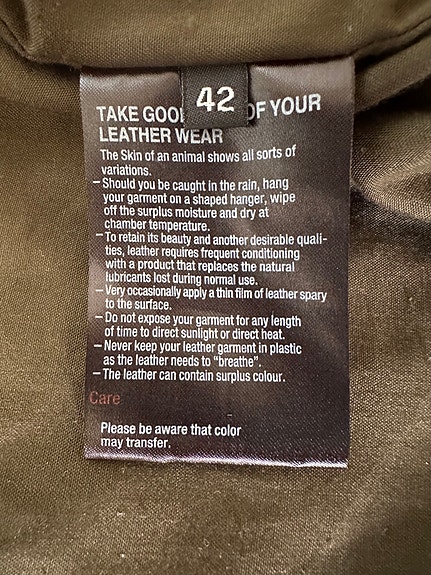 42
TAKE GOOD OF YOUR
LEATHER WEAR
The Skin of an animal shows all sorts of
variations.
– Should you be caught in the rain, hang
your garment on a shaped hanger, wipe
off the surplus moisture and dry at
chamber temperature.
– To retain its beauty and another desirable quali-
ties, leather requires frequent conditioning
with a product that replaces the natural
lubricants lost during normal use.
– Very occasionally apply a thin film of leather spary
to the surface.
– Do not expose your garment for any length
of time to direct sunlight or direct heat.
– Never keep your leather garment in plastic
as the leather needs to “breathe”.
– The leather can contain surplus colour.
Care
Please be aware that color
may transfer.